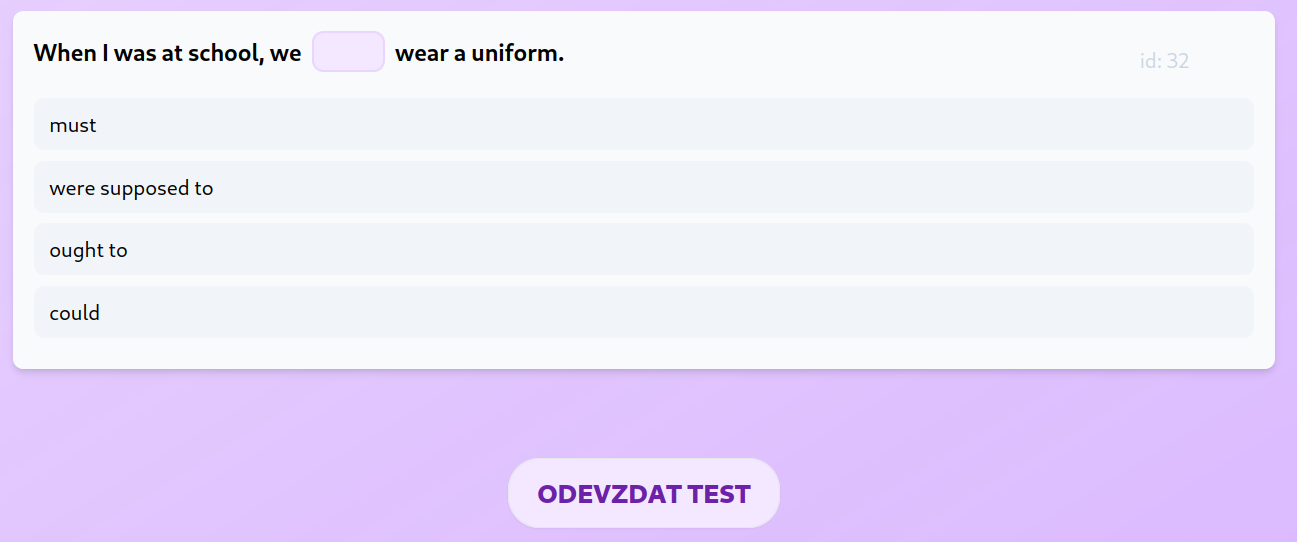 When I was at school, we wear a uniform.
id: 32
must
were supposed to
ought to
could
ODEVZDAT TEST